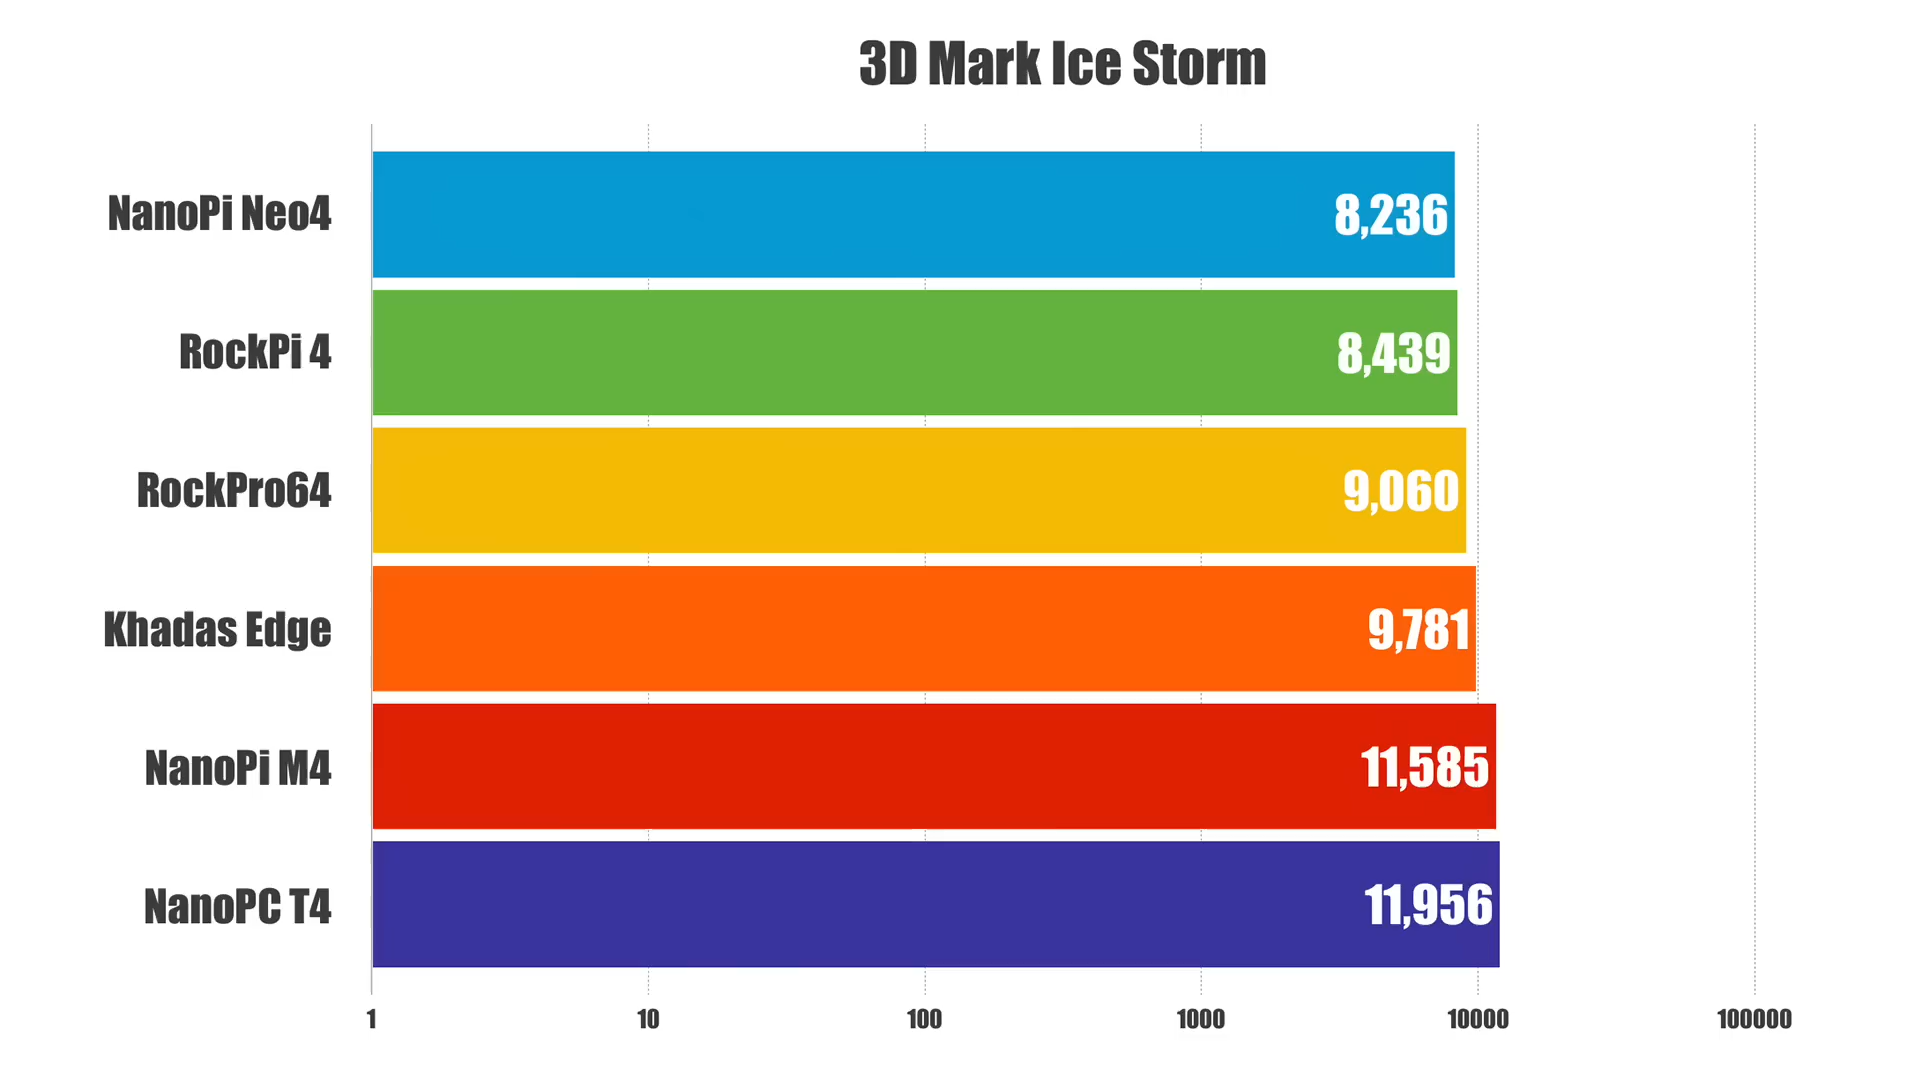 3D Mark Ice Storm
NanoPi Neo4 8,236
RockPi 4 8,439
RockPro64 9,060
Khadas Edge 9,781
NanoPi M4 11,585
NanoPC T4 11,956
1 10 100 1000 10000 100000